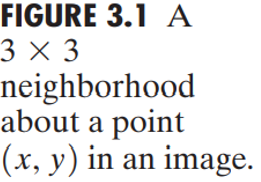 FIGURE 3.1 A
3 × 3
neighborhood
about a point
(x, y) in an image.